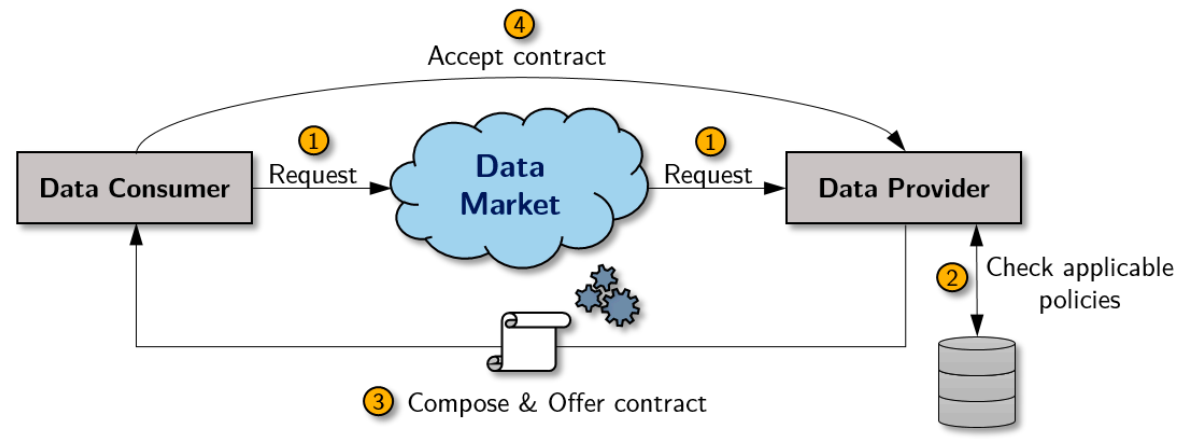 4
Accept contract
1
Request
1
Request
Data Consumer
Data
Market
Data Provider
2
Check applicable
policies
3
Compose & Offer contract